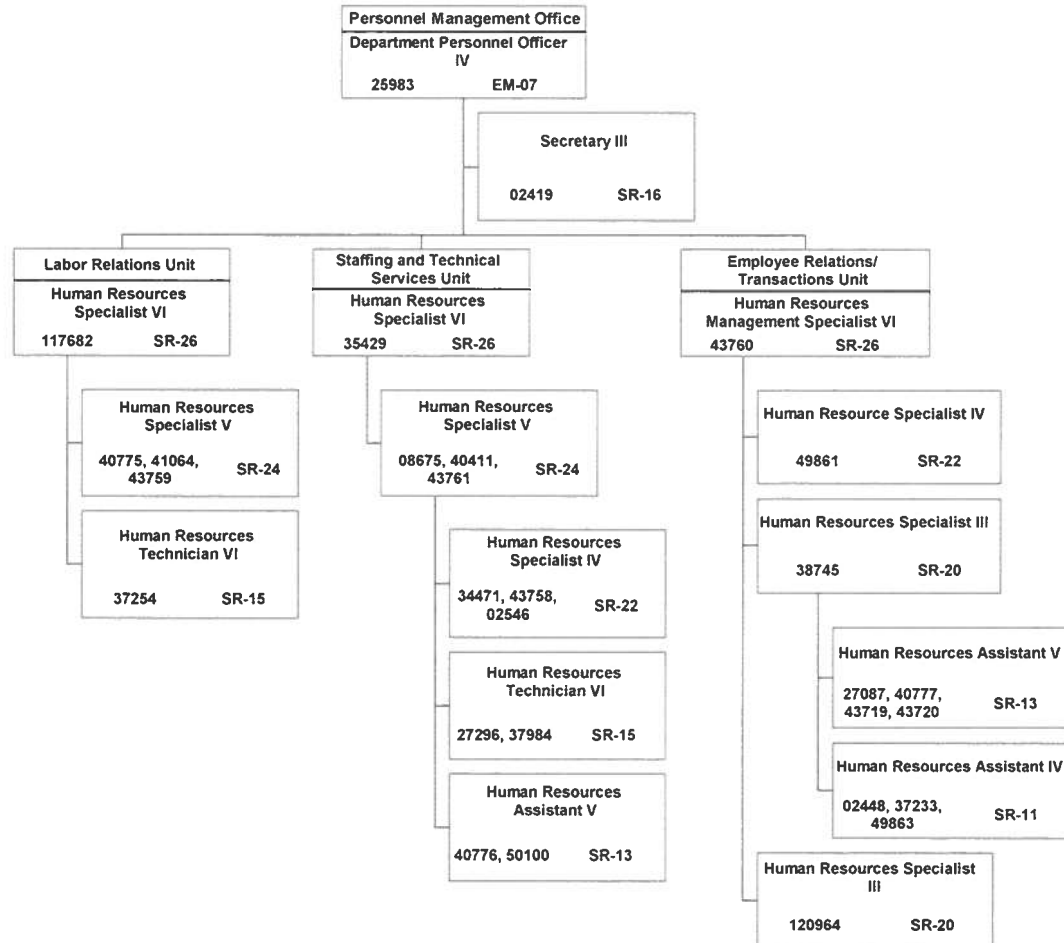 Personnel Management Office
Department Personnel Officer
IV
25983 EM-07
Secretary III
02419 SR-16
Labor Relations Unit
Human Resources
Specialist VI
117682 SR-26
Human Resources
Specialist V
40775, 41064,
43759
SR-24
Human Resources
Technician VI
37254 SR-15
Staffing and Technical
Services Unit
Human Resources
Specialist VI
35429 SR-26
Human Resources
Specialist V
08675, 40411,
43761
SR-24
Human Resources
Specialist IV
34471, 43758,
02546
SR-22
Human Resources
Technician VI
27296, 37984 SR-15
Human Resources
Assistant V
40776, 50100 SR-13
Employee Relations/
Transactions Unit
Human Resources
Management Specialist VI
43760 SR-26
Human Resource Specialist IV
49861 SR-22
Human Resources Specialist III
38745 SR-20
Human Resources Assistant V
27087, 40777,
43719, 43720
SR-13
Human Resources Assistant IV
02448, 37233,
49863
SR-11
Human Resources Specialist
III
120964 SR-20